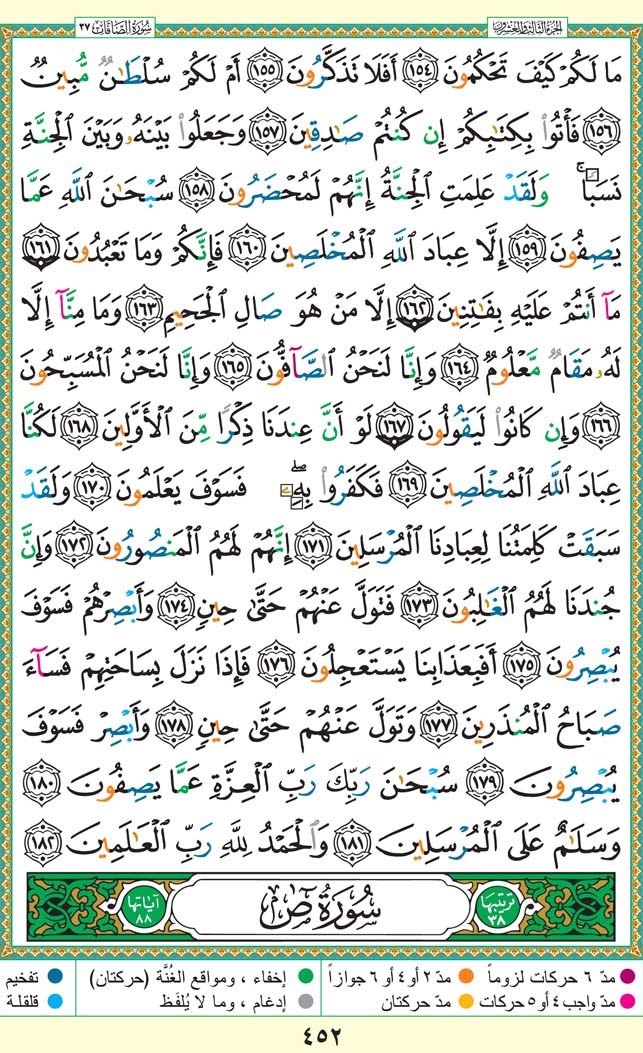 الجزء الثالث والعشرون سورة الصافات ٣٧
مَا لَكُمْ كَيْفَ تَحْكُمُونَ ١٥٤ أَفَلَا تَذَكَّرُونَ ١٥٥ أَمْ لَكُمْ سُلْطَٰنٌ مُّبِينٌ
١٥٦ فَأْتُوا۟ بِكِتَٰبِكُمْ إِن كُنتُمْ صَٰدِقِينَ ١٥٧ وَجَعَلُوا۟ بَيْنَهُۥ وَبَيْنَ ٱلْجِنَّةِ
نَسَبًا ۚ وَلَقَدْ عَلِمَتِ ٱلْجِنَّةُ إِنَّهُمْ لَمُحْضَرُونَ ١٥٨ سُبْحَٰنَ ٱللَّهِ عَمَّا
يَصِفُونَ ١٥٩ إِلَّا عِبَادَ ٱللَّهِ ٱلْمُخْلَصِينَ ١٦٠ فَإِنَّكُمْ وَمَا تَعْبُدُونَ ١٦١
مَآ أَنتُمْ عَلَيْهِ بِفَٰتِنِينَ ١٦٢ إِلَّا مَنْ هُوَ صَالِ ٱلْجَحِيمِ ١٦٣ وَمَا مِنَّآ إِلَّا
لَهُۥ مَقَامٌ مَّعْلُومٌ ١٦٤ وَإِنَّا لَنَحْنُ ٱلصَّآفُّونَ ١٦٥ وَإِنَّا لَنَحْنُ ٱلْمُسَبِّحُونَ
١٦٦ وَإِن كَانُوا۟ لَيَقُولُونَ ١٦٧ لَوْ أَنَّ عِندَنَا ذِكْرًا مِّنَ ٱلْأَوَّلِينَ ١٦٨ لَكُنَّا
عِبَادَ ٱللَّهِ ٱلْمُخْلَصِينَ ١٦٩ فَكَفَرُوا۟ بِهِۦ ۖ فَسَوْفَ يَعْلَمُونَ ١٧٠ وَلَقَدْ
سَبَقَتْ كَلِمَتُنَا لِعِبَادِنَا ٱلْمُرْسَلِينَ ١٧١ إِنَّهُمْ لَهُمُ ٱلْمَنصُورُونَ ١٧٢ وَإِنَّ
جُندَنَا لَهُمُ ٱلْغَٰلِبُونَ ١٧٣ فَتَوَلَّ عَنْهُمْ حَتَّىٰ حِينٍ ١٧٤ وَأَبْصِرْهُمْ فَسَوْفَ
يُبْصِرُونَ ١٧٥ أَفَبِعَذَابِنَا يَسْتَعْجِلُونَ ١٧٦ فَإِذَا نَزَلَ بِسَاحَتِهِمْ فَسَآءَ
صَبَاحُ ٱلْمُنذَرِينَ ١٧٧ وَتَوَلَّ عَنْهُمْ حَتَّىٰ حِينٍ ١٧٨ وَأَبْصِرْ فَسَوْفَ
يُبْصِرُونَ ١٧٩ سُبْحَٰنَ رَبِّكَ رَبِّ ٱلْعِزَّةِ عَمَّا يَصِفُونَ ١٨٠
وَسَلَٰمٌ عَلَى ٱلْمُرْسَلِينَ ١٨١ وَٱلْحَمْدُ لِلَّهِ رَبِّ ٱلْعَٰلَمِينَ ١٨٢
ترتيبها ٣٨ سُورَةُ صٓ آياتها ٨٨
مدّ ٦ حركات لزوماً مدّ ٢ أو ٤ أو ٦ جوازاً إخفاء ، ومواقع الغُنَّة (حركتان) تفخيم
مدّ واجب ٤ أو ٥ حركات مدّ حركتان إدغام ، وما لا يُلفَظ قلقلة
٤٥٢